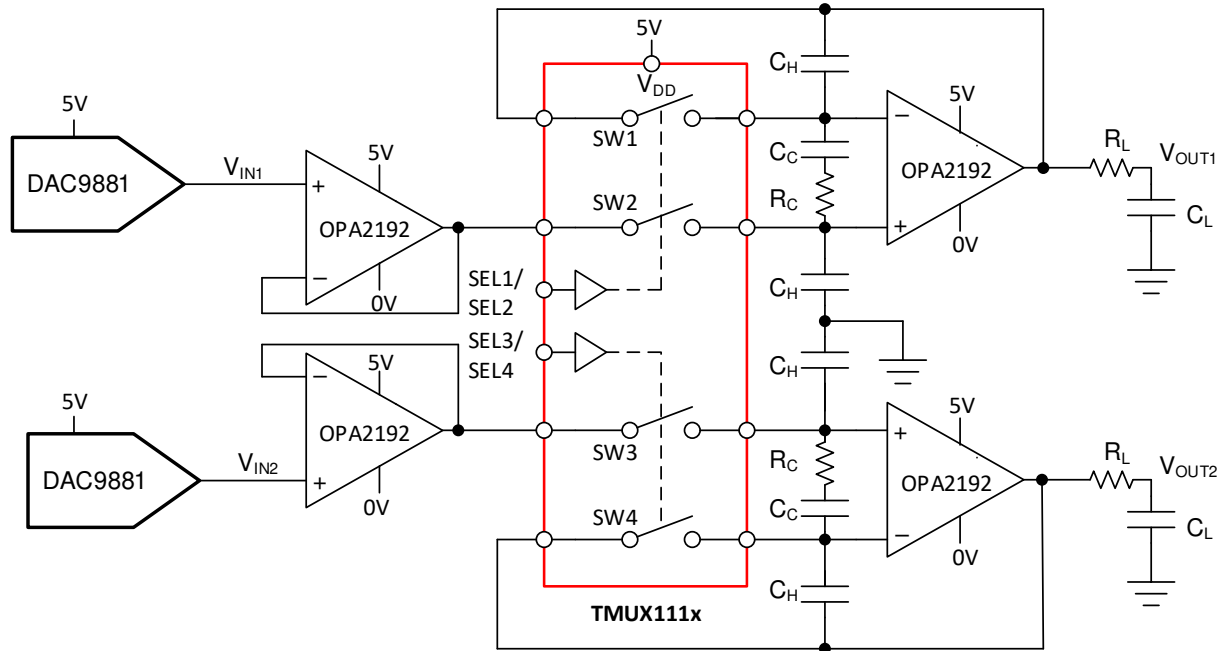 5V
DAC9881
V_IN1
+
5V
OPA2192
−
0V
5V
V_DD
SW1
SW2
SEL1/
SEL2
SEL3/
SEL4
SW3
SW4
TMUX111x
C_H
C_C
R_C
C_H
C_H
R_C
C_C
C_H
−
5V
OPA2192
+
0V
R_L
V_OUT1
C_L
5V
DAC9881
V_IN2
−
5V
OPA2192
+
0V
+
5V
OPA2192
−
0V
R_L
V_OUT2
C_L